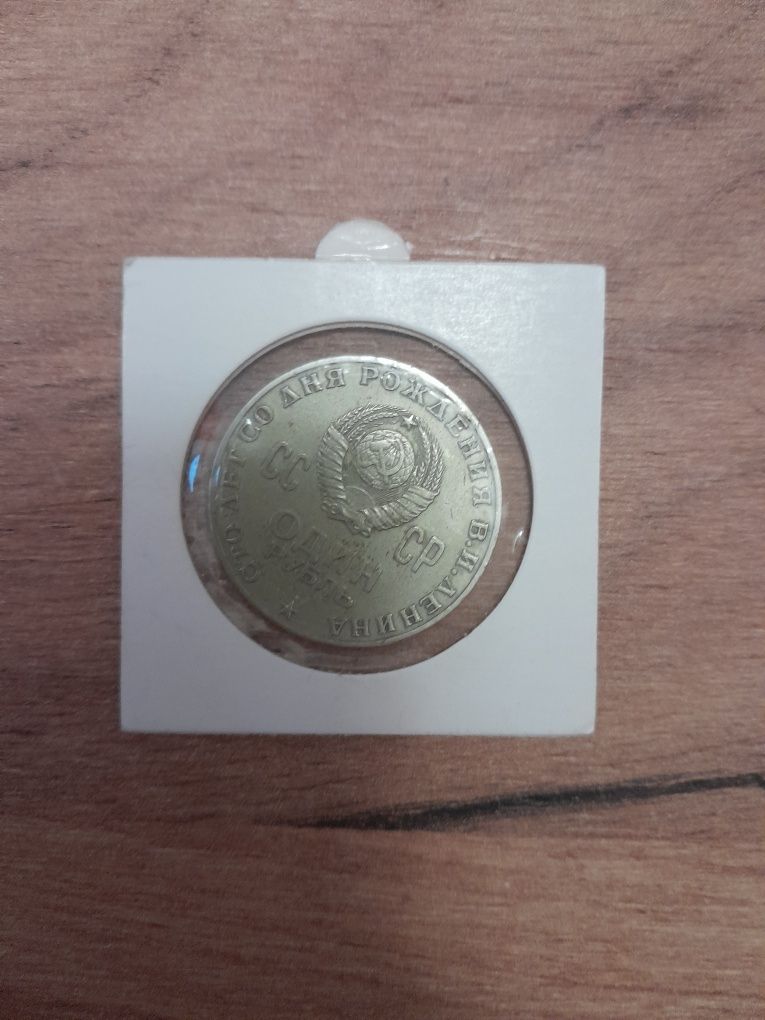 СТО ЛЕТ СО ДНЯ РОЖДЕНИЯ В.И.ЛЕНИНА
СС СР
ОДИН
РУБЛЬ